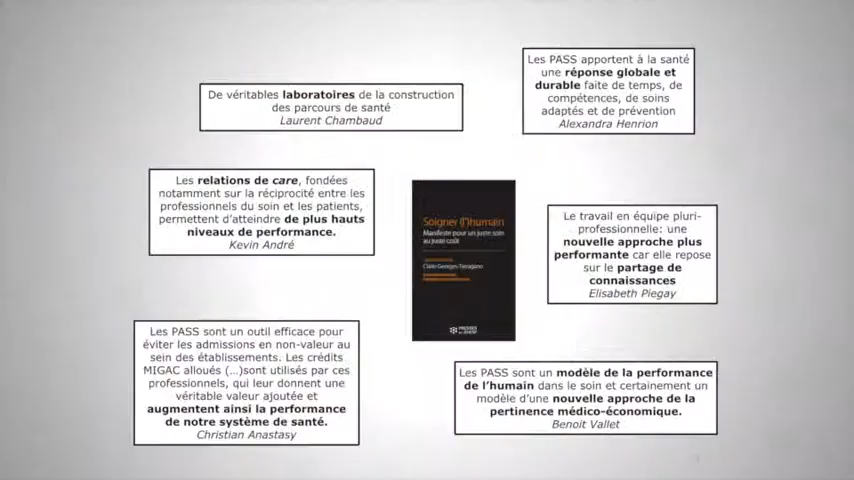 Les PASS apportent à la santé
une réponse globale et
durable faite de temps, de
compétences, de soins
adaptés et de prévention
Alexandra Henrion
De véritables laboratoires de la construction
des parcours de santé
Laurent Chambaud
Les relations de care, fondées
notamment sur la réciprocité entre les
professionnels du soin et les patients,
permettent d'atteindre de plus hauts
niveaux de performance.
Kevin André
Soigner (l')humain
Manifeste pour un juste soin
au juste coût
Claire Georges-Tarragano
PRESSES
DE L'EHESP
Le travail en équipe pluri-
professionnelle: une
nouvelle approche plus
performante car elle repose
sur le partage de
connaissances
Elisabeth Piegay
Les PASS sont un outil efficace pour
éviter les admissions en non-valeur au
sein des établissements. Les crédits
MIGAC alloués (…)sont utilisés par ces
professionnels, qui leur donnent une
véritable valeur ajoutée et
augmentent ainsi la performance
de notre système de santé.
Christian Anastasy
Les PASS sont un modèle de la performance
de l'humain dans le soin et certainement un
modèle d'une nouvelle approche de la
pertinence médico-économique.
Benoit Vallet